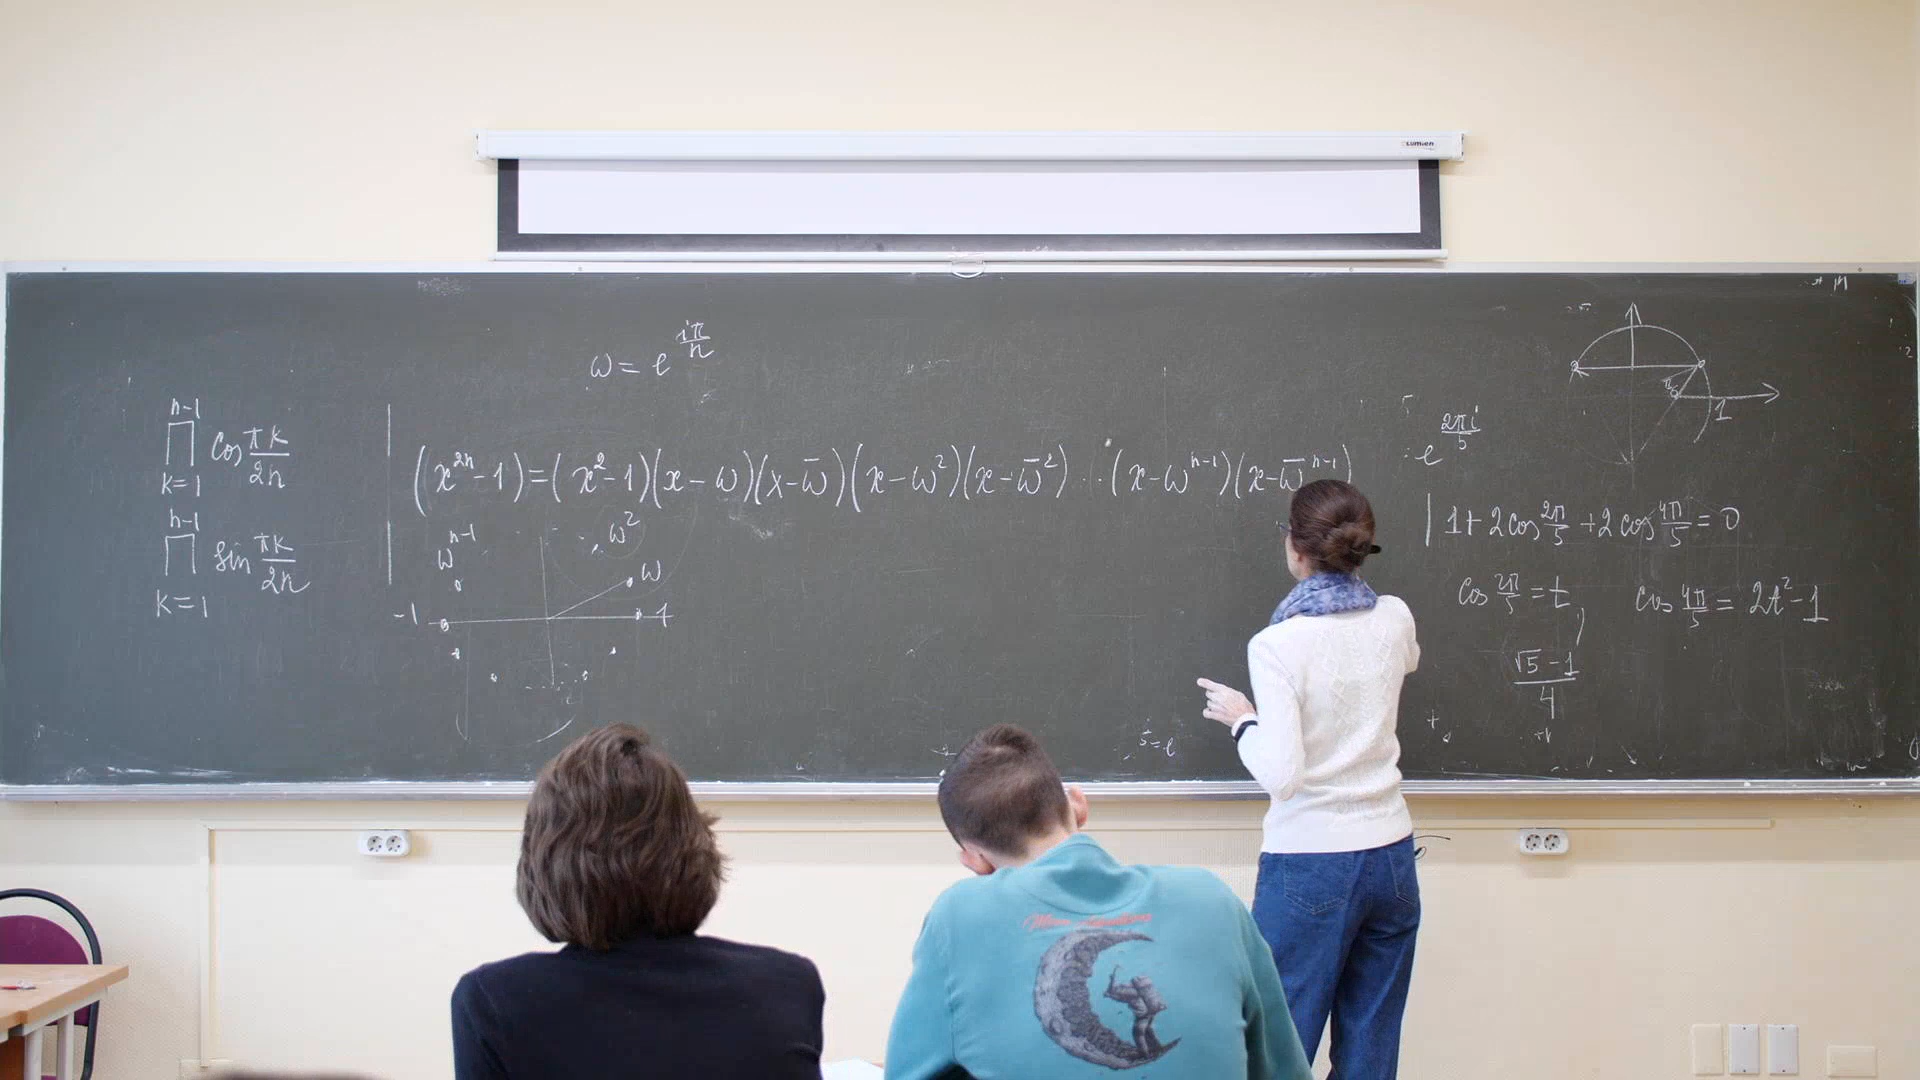 Lumien
ω = e^{iπ/n}
∏_{k=1}^{n-1} cos πk/2n
∏_{k=1}^{n-1} sin πk/2n
(x^{2n}-1)=(x²-1)(x-ω)(x-ω̅)(x-ω²)(x-ω̅²)...(x-ω^{n-1})(x-ω̅^{n-1})
ω^{n-1}
ω²
ω
-1
1
1
e^{2πi/5}
1+2cos 2π/5 +2cos 4π/5 = 0
cos 2π/5 = t, cos 4π/5 = 2t²-1
(√5-1)/4